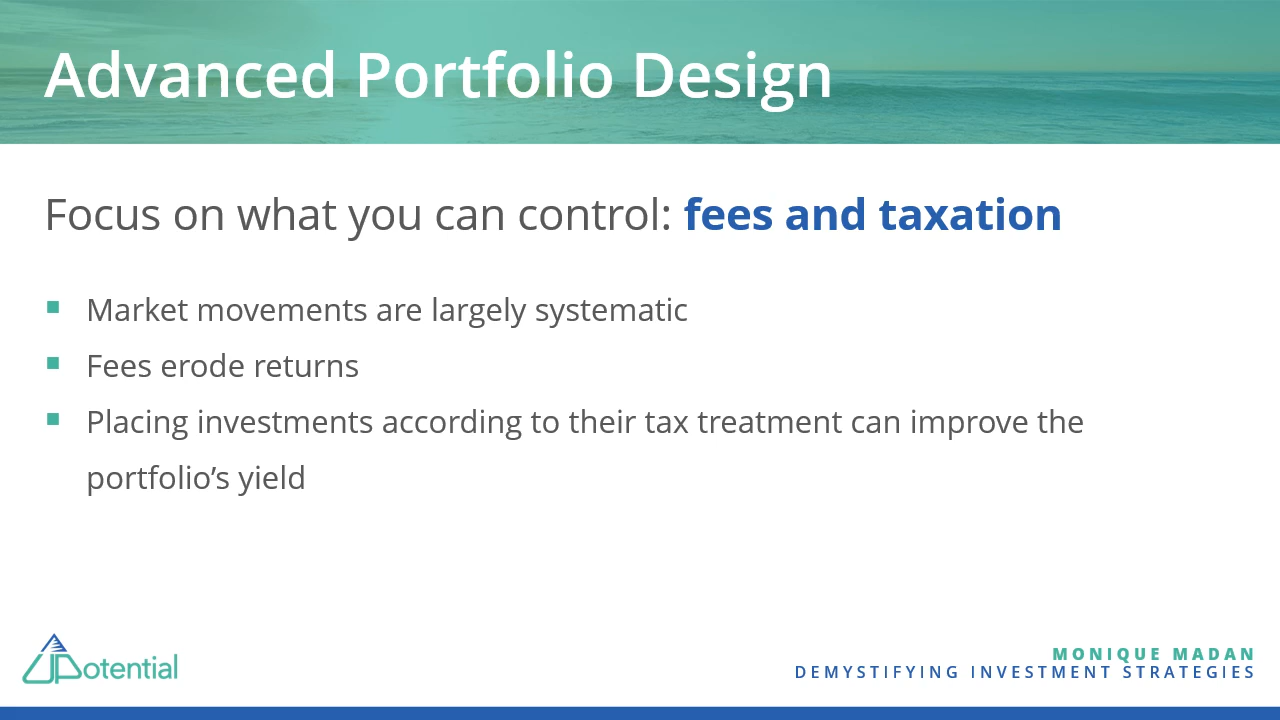 Advanced Portfolio Design
Focus on what you can control: fees and taxation
Market movements are largely systematic
Fees erode returns
Placing investments according to their tax treatment can improve the
portfolio’s yield
UPotential
MONIQUE MADAN
DEMYSTIFYING INVESTMENT STRATEGIES